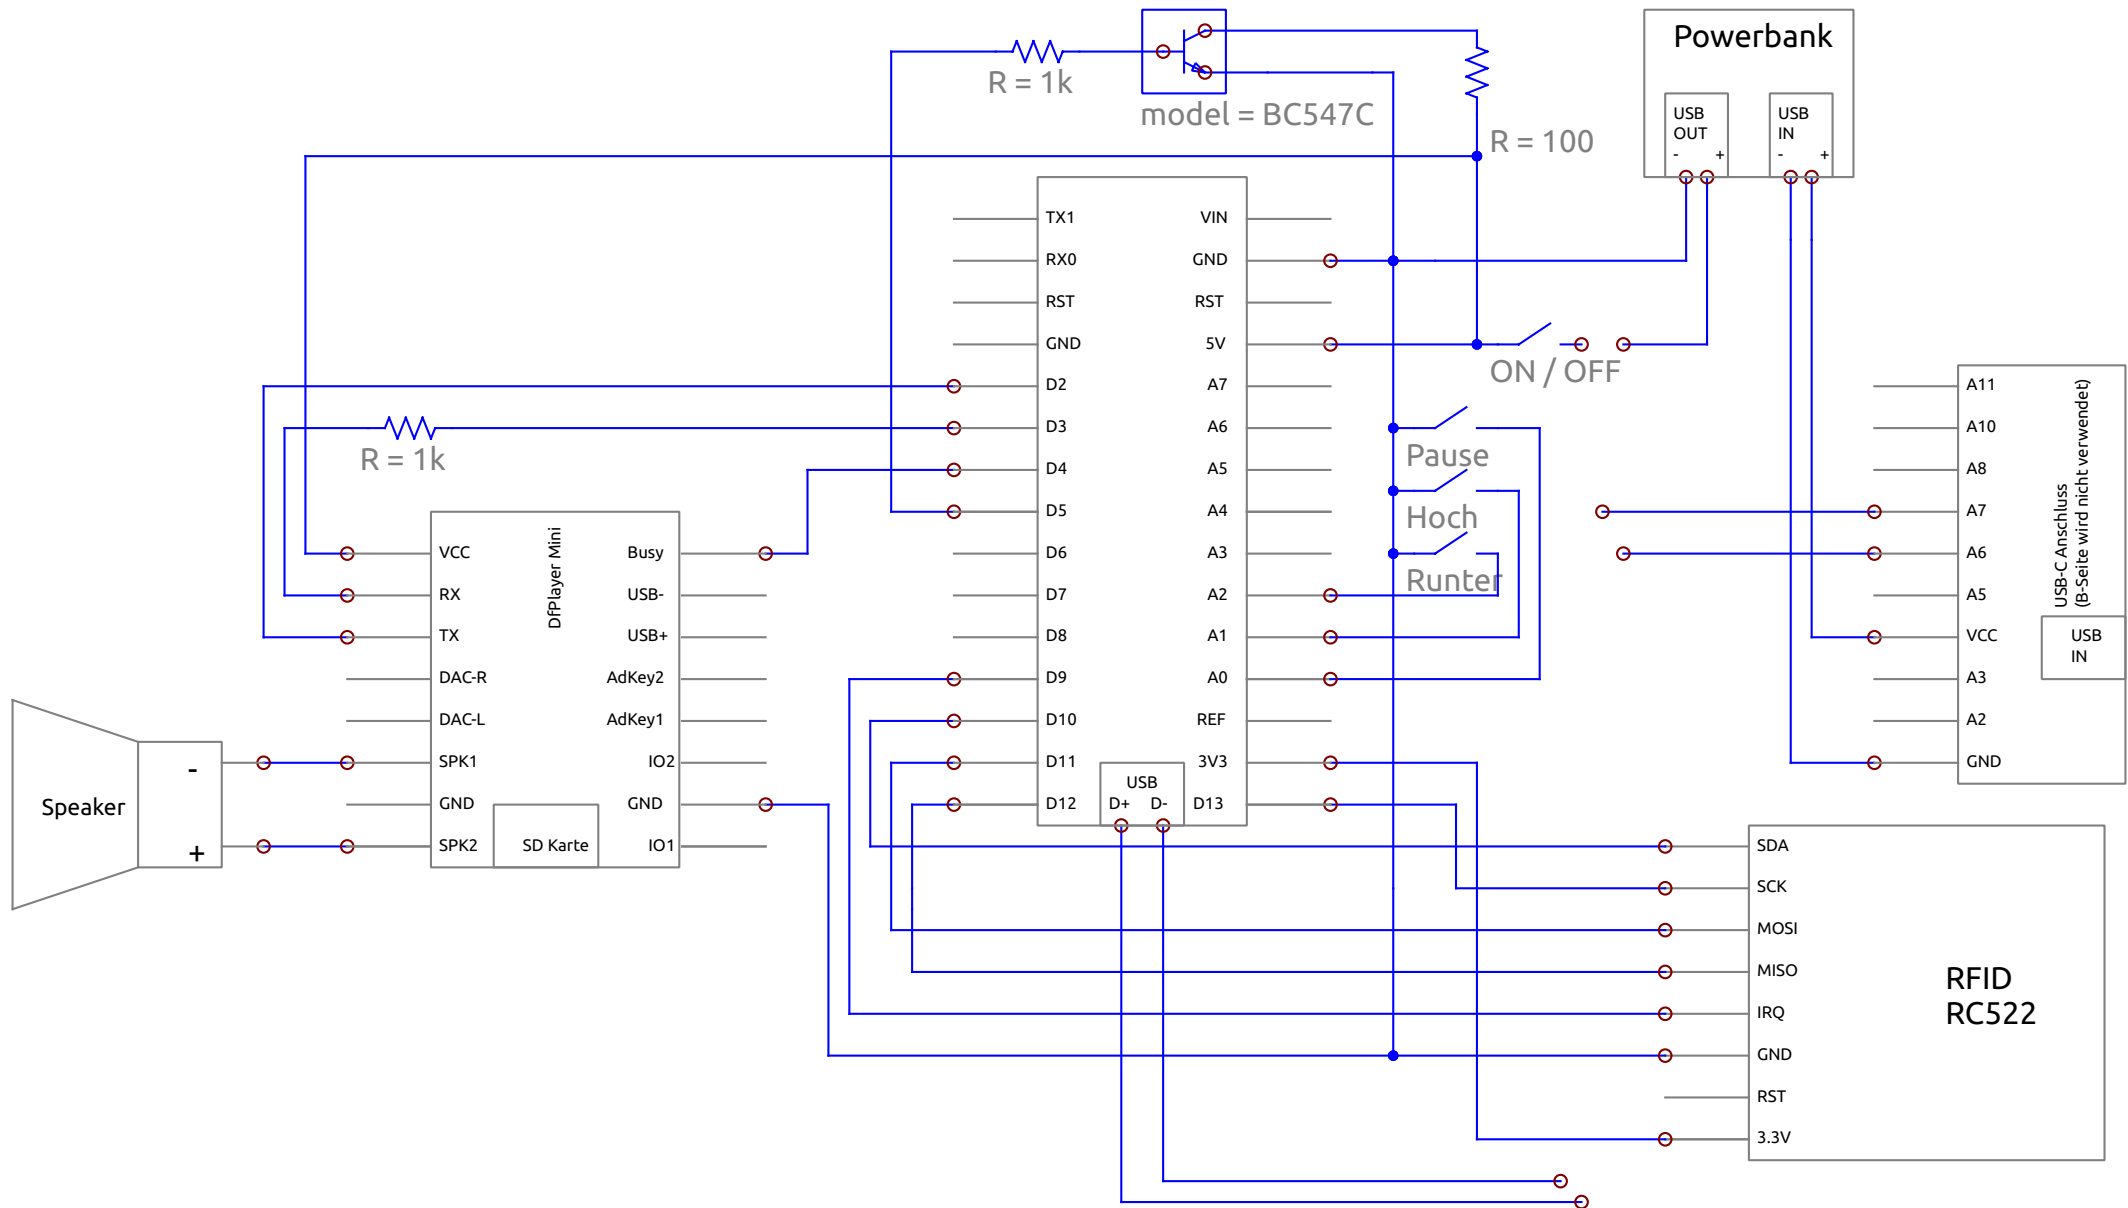 Powerbank
USB
OUT
-
+
USB
IN
-
+
R = 1k
model = BC547C
R = 100
TX1
RX0
RST
GND
D2
D3
D4
D5
D6
D7
D8
D9
D10
D11
D12
VIN
GND
RST
5V
A7
A6
A5
A4
A3
A2
A1
A0
REF
3V3
D13
USB
D+
D-
ON / OFF
Pause
Hoch
Runter
R = 1k
DfPlayer Mini
VCC
RX
TX
DAC-R
DAC-L
SPK1
GND
SPK2
Busy
USB-
USB+
AdKey2
AdKey1
IO2
GND
IO1
SD Karte
Speaker
-
+
A11
A10
A8
A7
A6
A5
VCC
A3
A2
GND
USB-C Anschluss
(B-Seite wird nicht verwendet)
USB
IN
SDA
SCK
MOSI
MISO
IRQ
GND
RST
3.3V
RFID
RC522